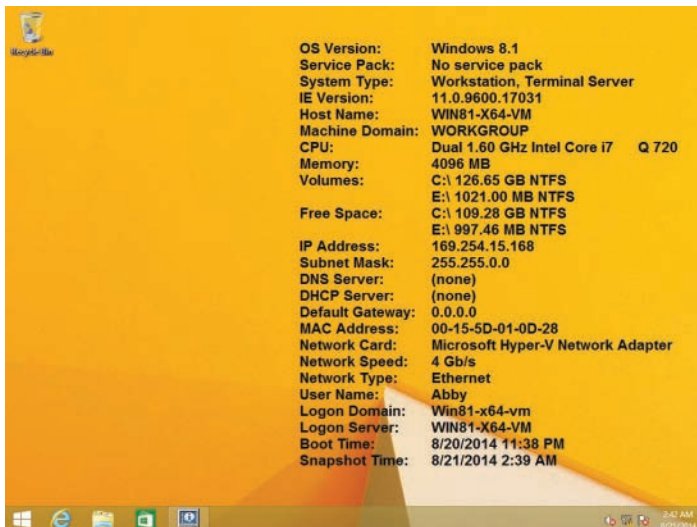 Recycle Bin
OS Version: Windows 8.1
Service Pack: No service pack
System Type: Workstation, Terminal Server
IE Version: 11.0.9600.17031
Host Name: WIN81-X64-VM
Machine Domain: WORKGROUP
CPU: Dual 1.60 GHz Intel Core i7 Q 720
Memory: 4096 MB
Volumes: C:\ 126.65 GB NTFS
E:\ 1021.00 MB NTFS
Free Space: C:\ 109.28 GB NTFS
E:\ 997.46 MB NTFS
IP Address: 169.254.15.168
Subnet Mask: 255.255.0.0
DNS Server: (none)
DHCP Server: (none)
Default Gateway: 0.0.0.0
MAC Address: 00-15-5D-01-0D-28
Network Card: Microsoft Hyper-V Network Adapter
Network Speed: 4 Gb/s
Network Type: Ethernet
User Name: Abby
Logon Domain: Win81-x64-vm
Logon Server: WIN81-X64-VM
Boot Time: 8/20/2014 11:38 PM
Snapshot Time: 8/21/2014 2:39 AM
2:42 AM